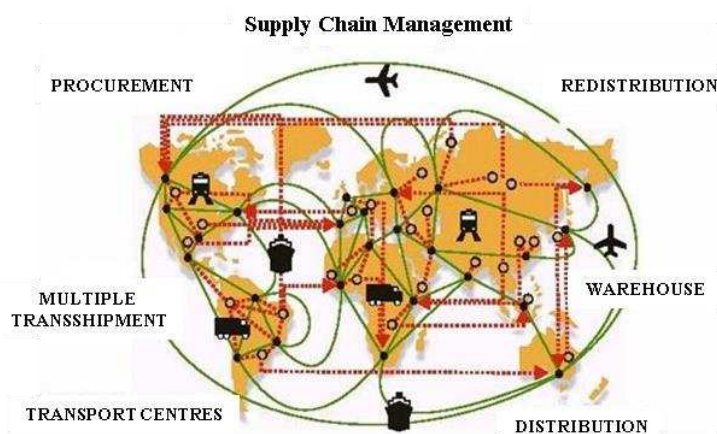 Supply Chain Management
PROCUREMENT
REDISTRIBUTION
MULTIPLE
TRANSSHIPMENT
WAREHOUSE
TRANSPORT CENTRES
DISTRIBUTION